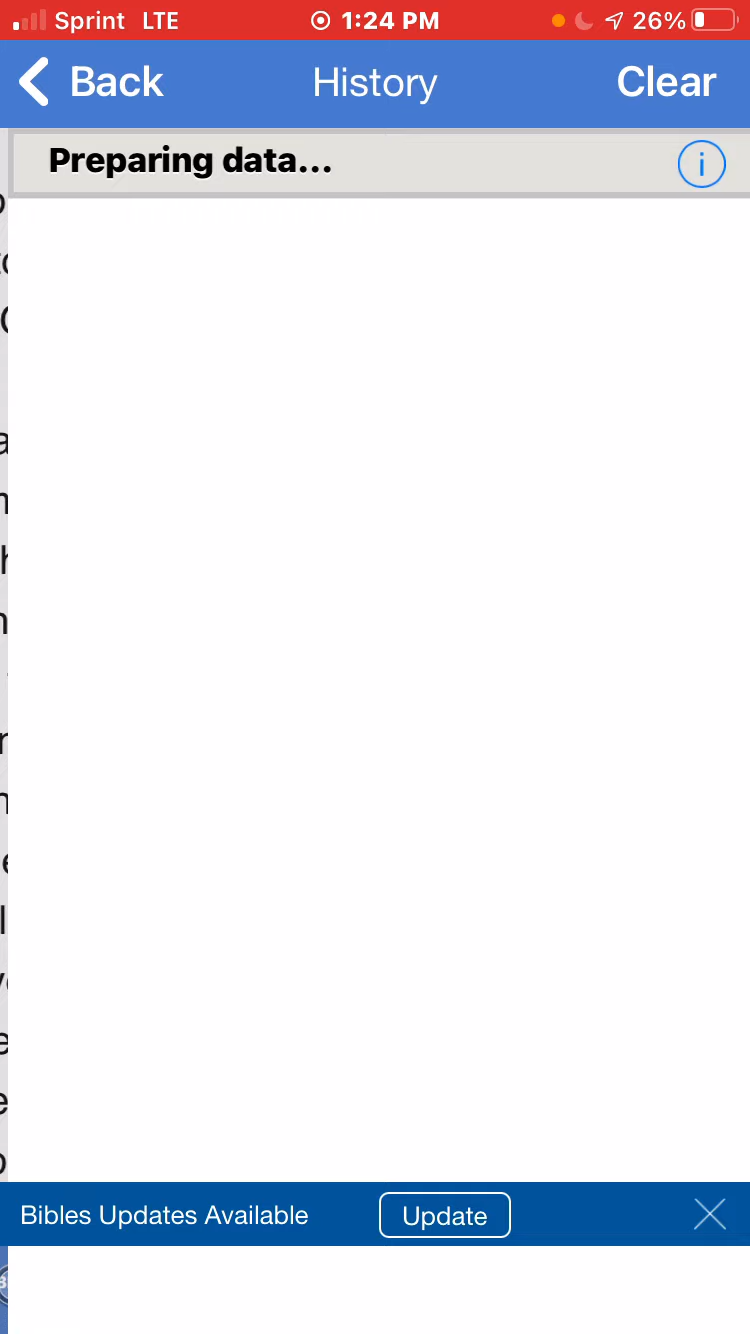 Sprint LTE 1:24 PM 26%
Back History Clear
Preparing data...
Bibles Updates Available Update